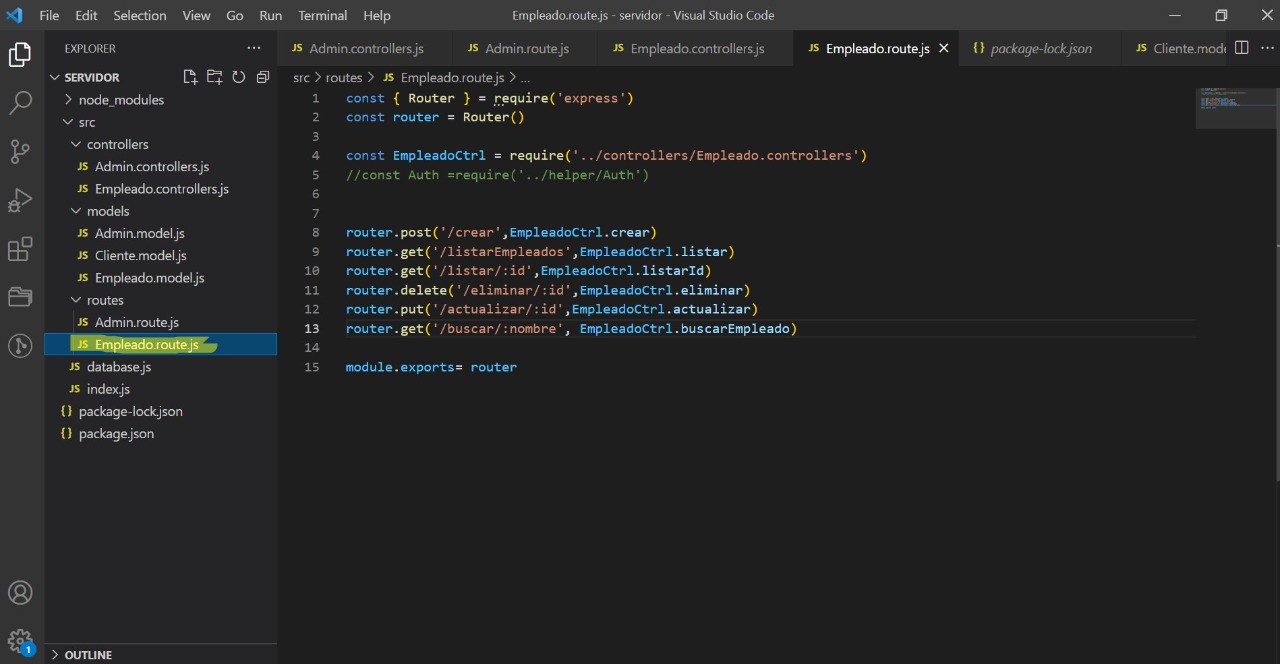 File Edit Selection View Go Run Terminal Help Empleado.route.js - servidor - Visual Studio Code
EXPLORER ...
JS Admin.controllers.js JS Admin.route.js JS Empleado.controllers.js JS Empleado.route.js {} package-lock.json JS Cliente.mode
SERVIDOR
node_modules
src
controllers
JS Admin.controllers.js
JS Empleado.controllers.js
models
JS Admin.model.js
JS Cliente.model.js
JS Empleado.model.js
routes
JS Admin.route.js
JS Empleado.route.js
JS database.js
JS index.js
{} package-lock.json
{} package.json
OUTLINE
1
src > routes > JS Empleado.route.js > ...
1 const { Router } = require('express')
2 const router = Router()
3
4 const EmpleadoCtrl = require('../controllers/Empleado.controllers')
5 //const Auth =require('../helper/Auth')
6
7
8 router.post('/crear',EmpleadoCtrl.crear)
9 router.get('/listarEmpleados',EmpleadoCtrl.listar)
10 router.get('/listar/:id',EmpleadoCtrl.listarId)
11 router.delete('/eliminar/:id',EmpleadoCtrl.eliminar)
12 router.put('/actualizar/:id',EmpleadoCtrl.actualizar)
13 router.get('/buscar/:nombre', EmpleadoCtrl.buscarEmpleado)
14
15 module.exports= router